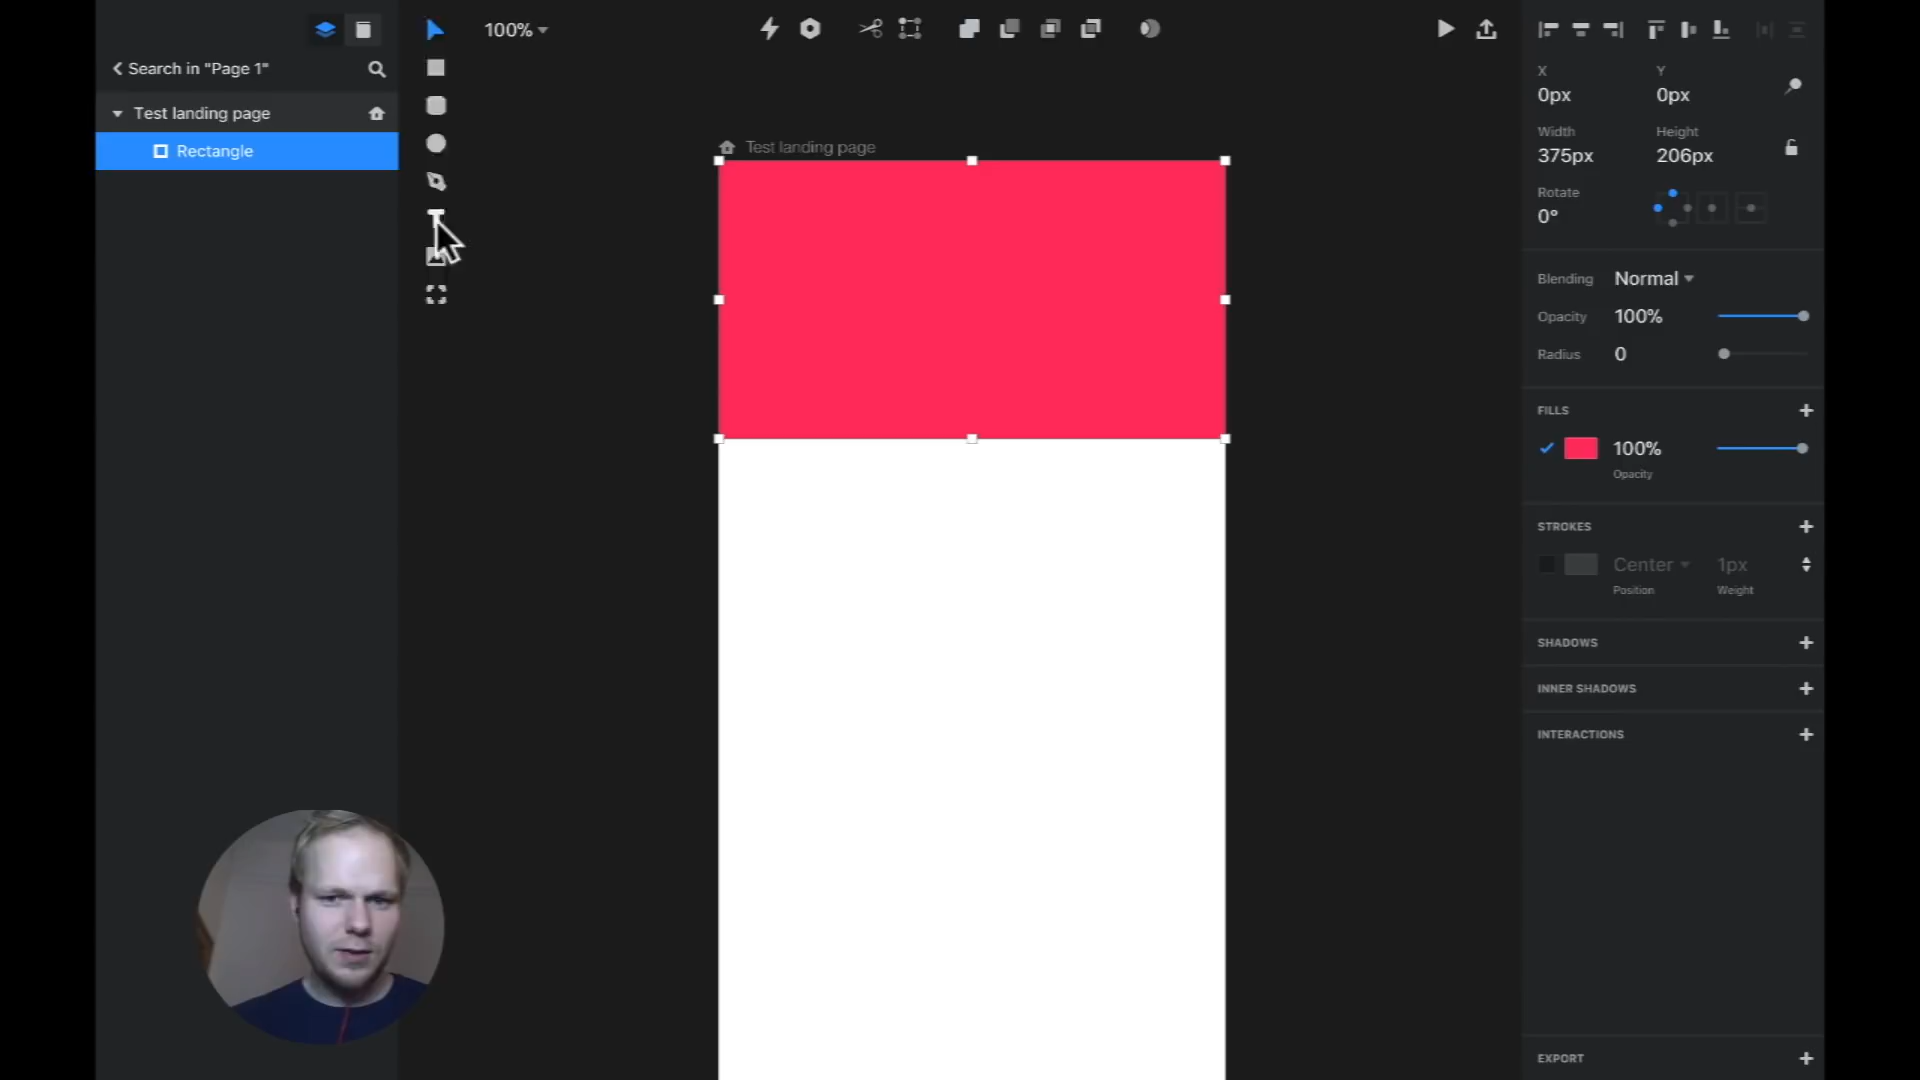 100%
Search in "Page 1"
Test landing page
Rectangle
Test landing page
X
Y
0px
0px
Width
Height
375px
206px
Rotate
0°
Blending
Normal
Opacity
100%
Radius
0
FILLS
100%
Opacity
STROKES
Center
1px
Position
Weight
SHADOWS
INNER SHADOWS
INTERACTIONS
EXPORT